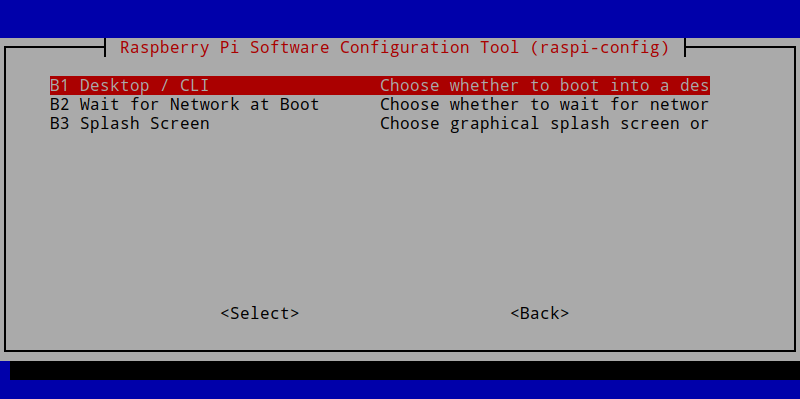 Raspberry Pi Software Configuration Tool (raspi-config)
B1 Desktop / CLI Choose whether to boot into a des
B2 Wait for Network at Boot Choose whether to wait for networ
B3 Splash Screen Choose graphical splash screen or
<Select> <Back>